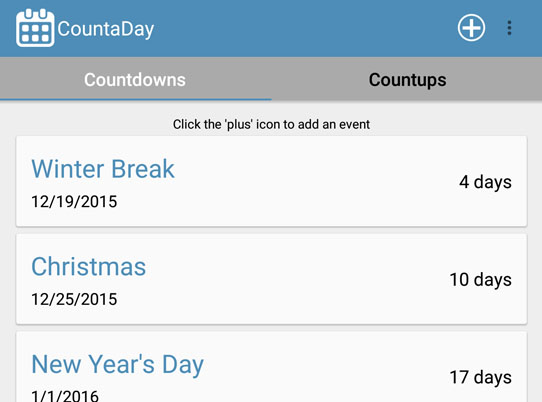 CountaDay
Countdowns
Countups
Click the 'plus' icon to add an event
Winter Break
12/19/2015
4 days
Christmas
12/25/2015
10 days
New Year's Day
1/1/2016
17 days